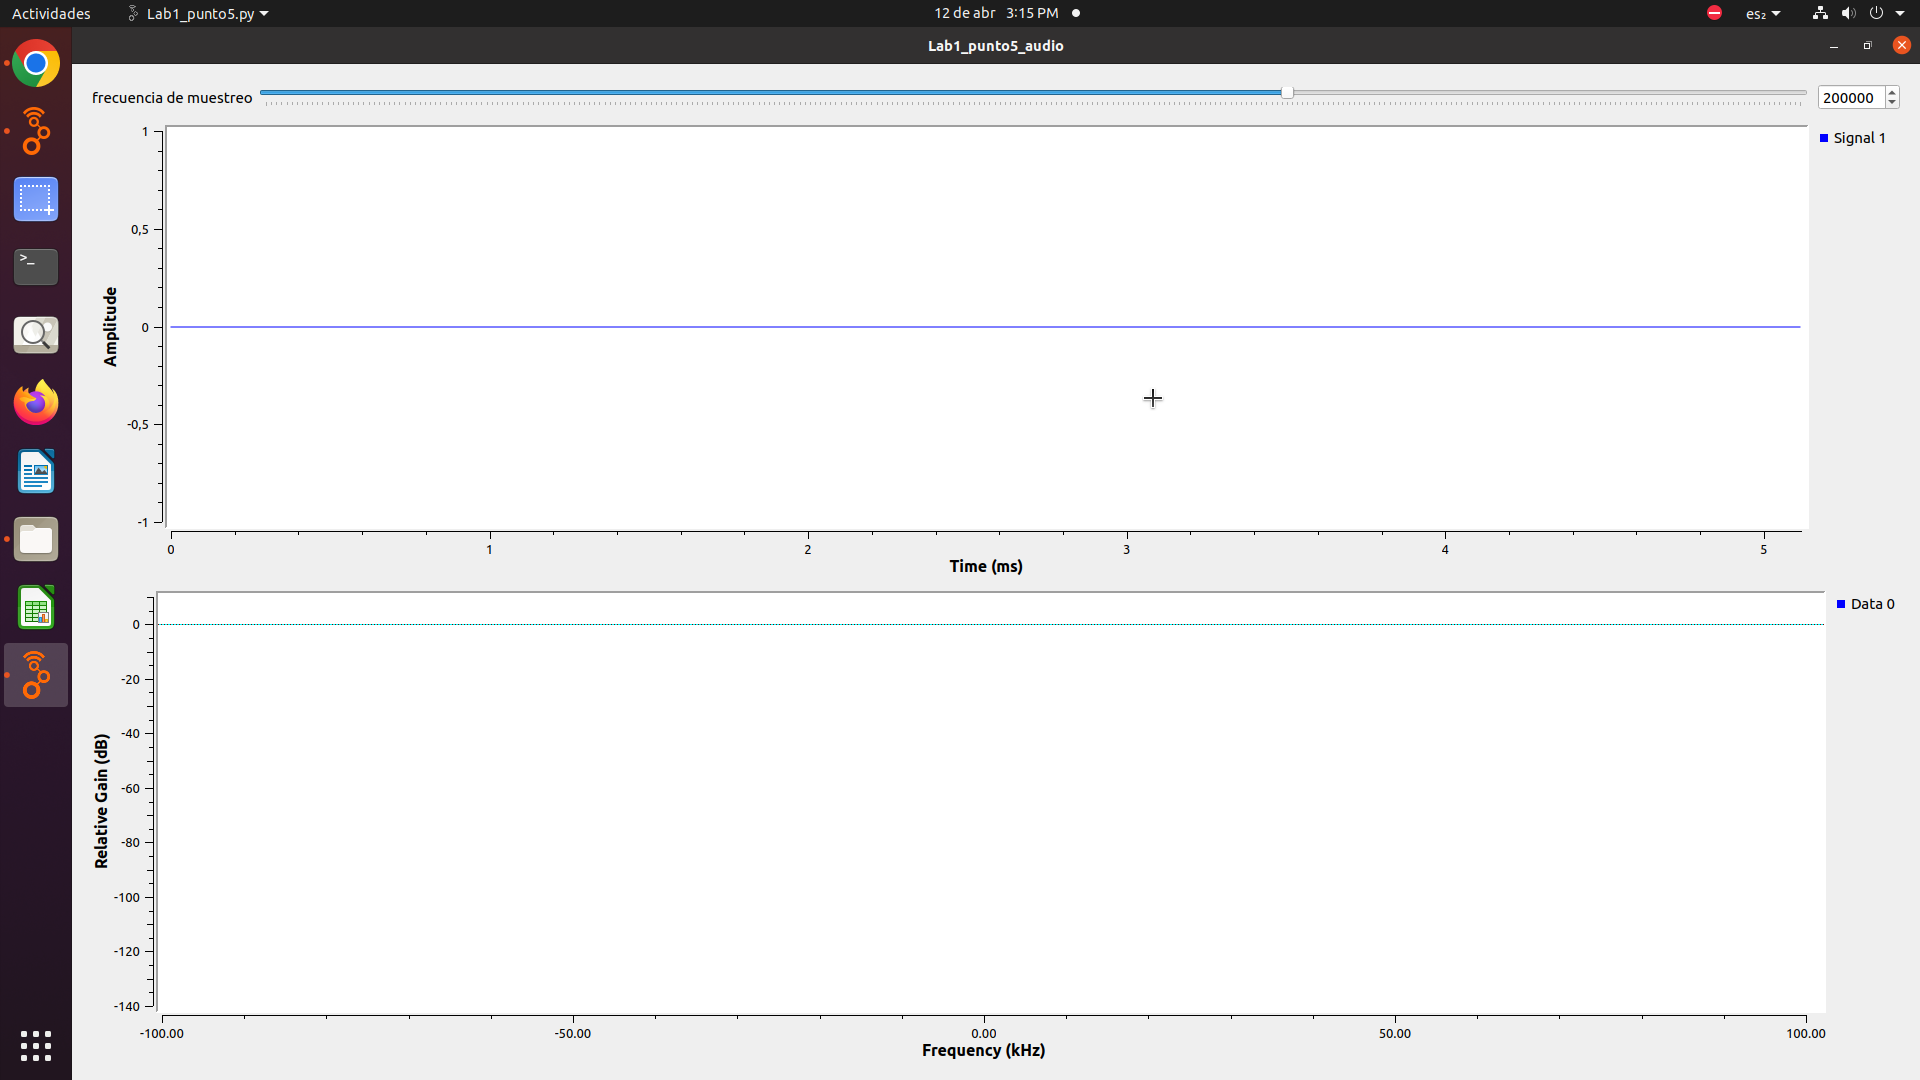 Actividades Lab1_punto5.py 12 de abr 3:15 PM es₂
Lab1_punto5_audio
frecuencia de muestreo 200000
Signal 1
1
0,5
0
-0,5
-1
Amplitude
0 1 2 3 4 5
Time (ms)
Data 0
0
-20
-40
-60
-80
-100
-120
-140
Relative Gain (dB)
-100.00 -50.00 0.00 50.00 100.00
Frequency (kHz)
>_